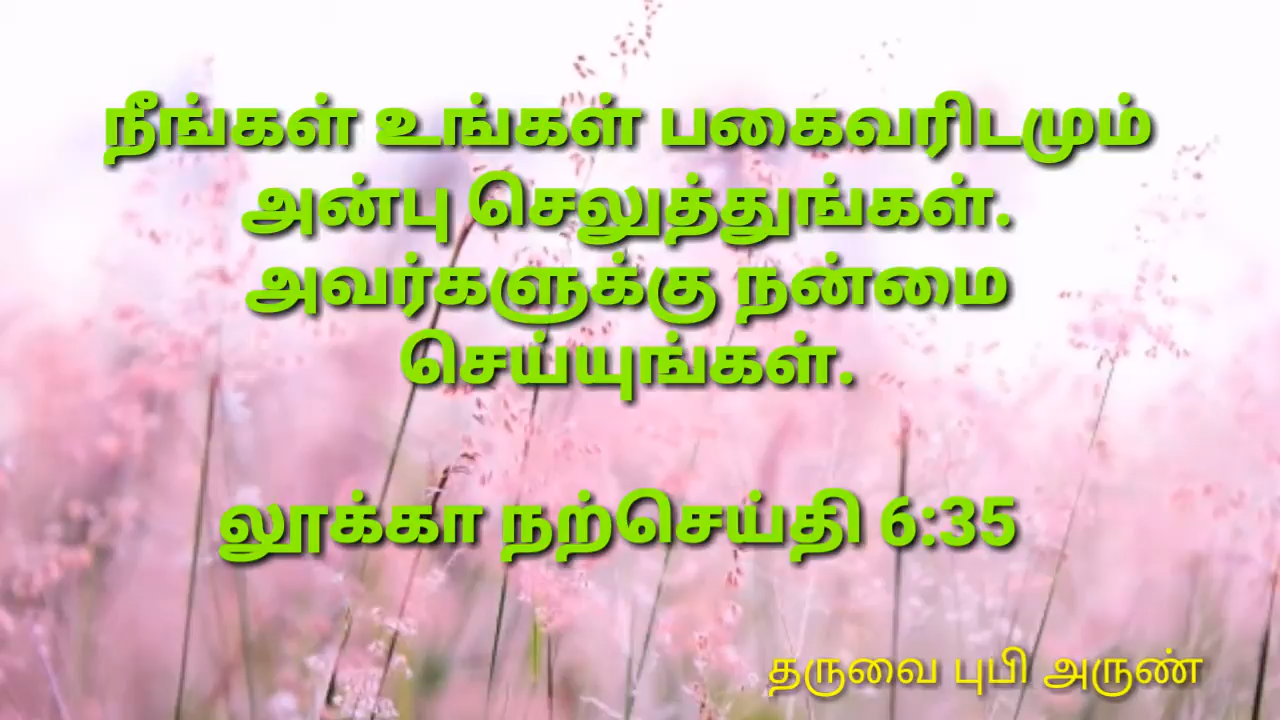 நீங்கள் உங்கள் பகைவரிடமும்
அன்பு செலுத்துங்கள்.
அவர்களுக்கு நன்மை
செய்யுங்கள்.
லூக்கா நற்செய்தி 6:35
தருவை புபி அருண்